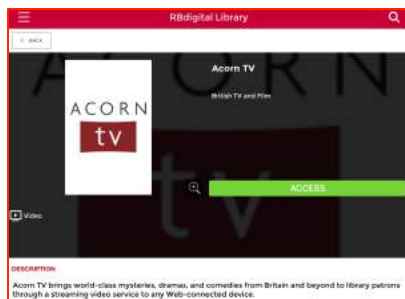 RBdigital Library
< BACK
Acorn TV
British TV and Film
ACORN
tv
ACCESS
Video
DESCRIPTION
Acorn TV brings world-class mysteries, dramas, and comedies from Britain and beyond to library patrons
through a streaming video service to any Web-connected device.